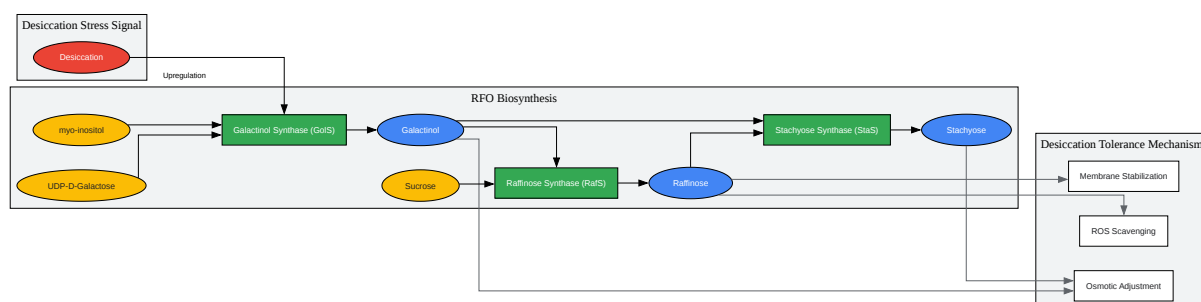 Desiccation Stress Signal
Desiccation
Upregulation
RFO Biosynthesis
myo-inositol
Galactinol Synthase (GolS)
Galactinol
Stachyose Synthase (StaS)
Stachyose
UDP-D-Galactose
Sucrose
Raffinose Synthase (RafS)
Raffinose
Desiccation Tolerance Mechanism
Membrane Stabilization
ROS Scavenging
Osmotic Adjustment